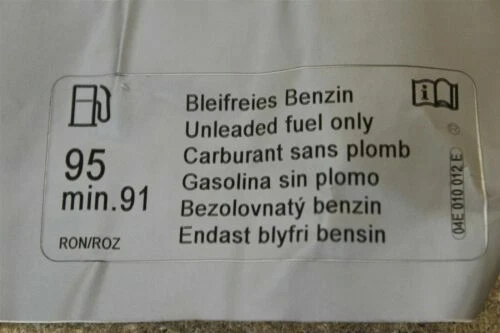 95
min.91
RON/ROZ
Bleifreies Benzin
Unleaded fuel only
Carburant sans plomb
Gasolina sin plomo
Bezolovnatý benzin
Endast blyfri bensin
i
04E 010 012 E